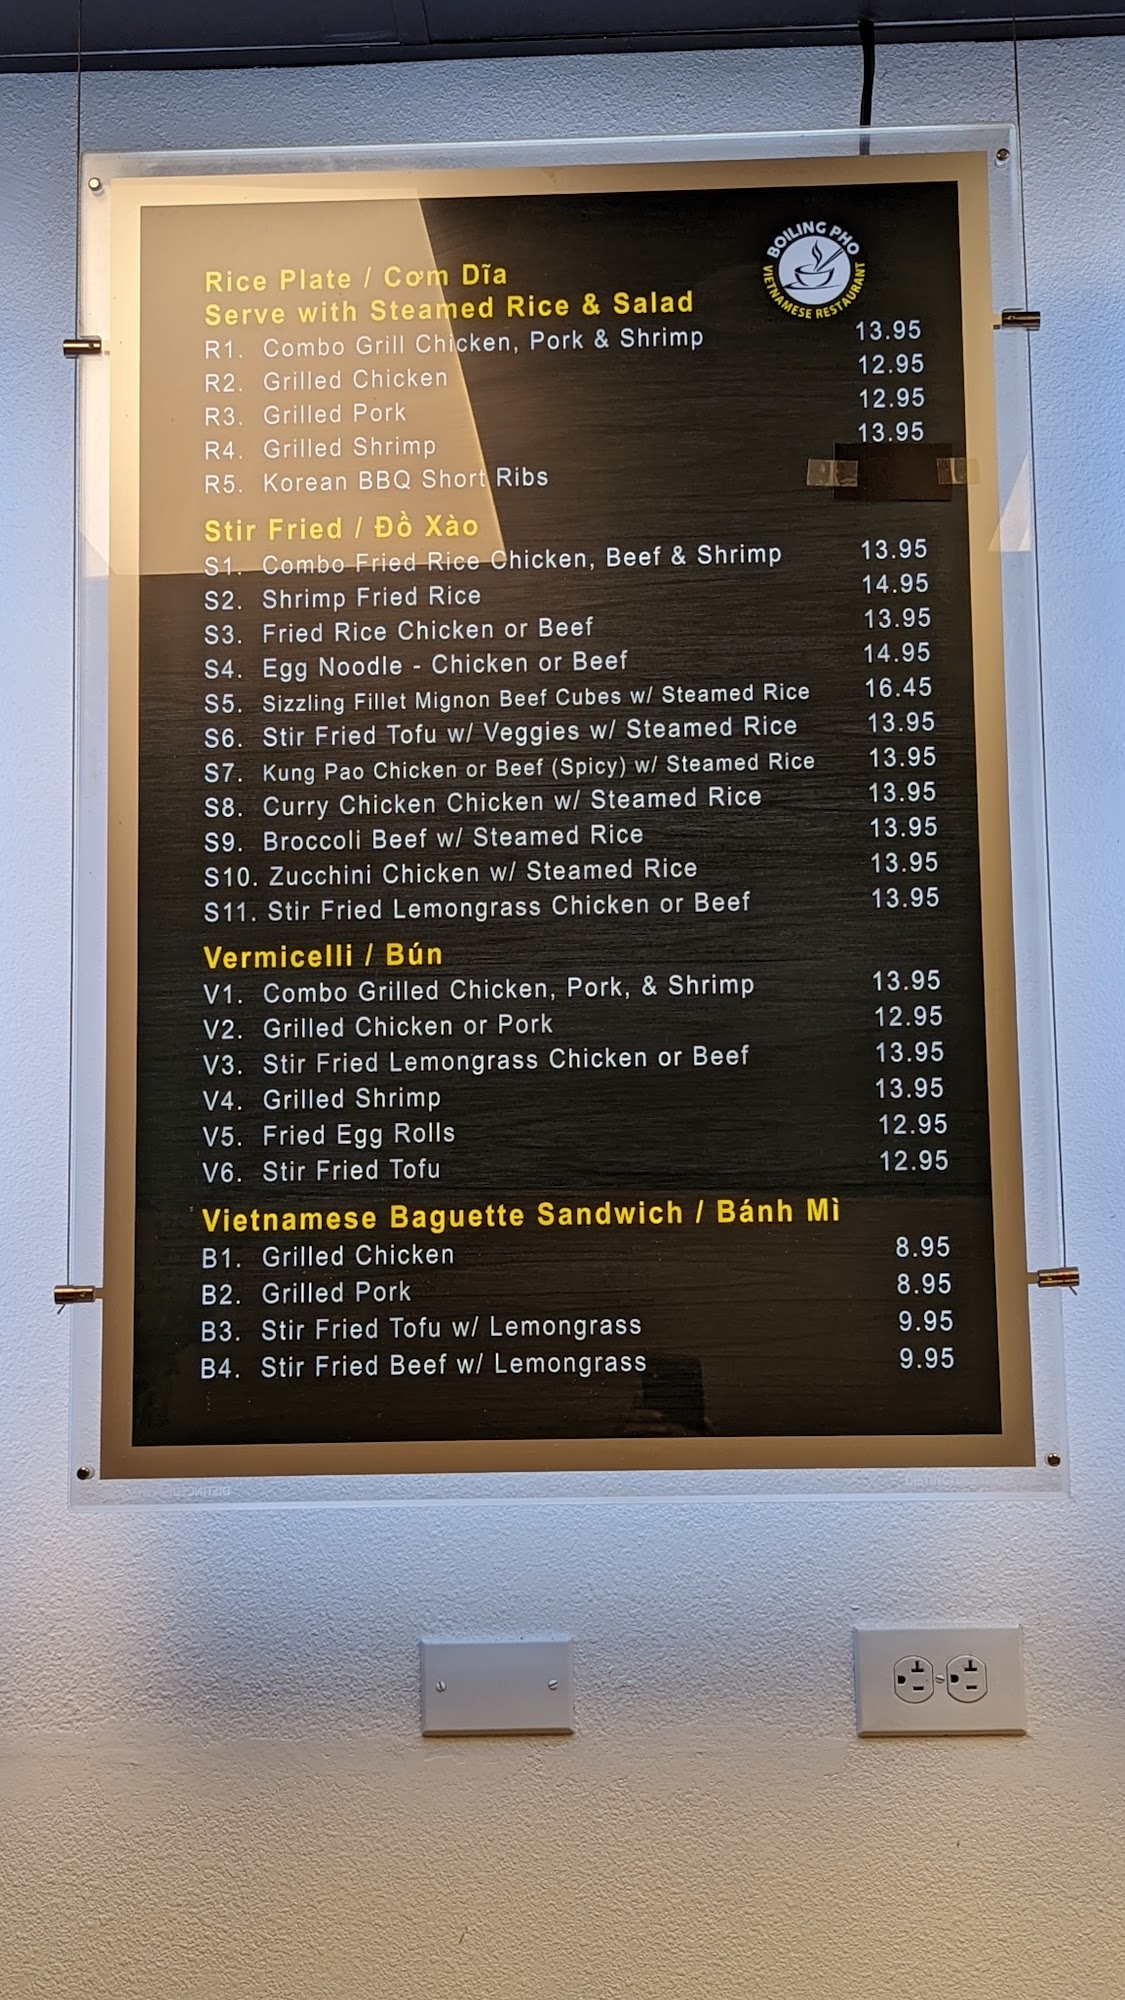 BOILING PHO
VIETNAMESE RESTAURANT
Rice Plate / Cơm Dĩa
Serve with Steamed Rice & Salad
R1. Combo Grill Chicken, Pork & Shrimp 13.95
R2. Grilled Chicken 12.95
R3. Grilled Pork 12.95
R4. Grilled Shrimp 13.95
R5. Korean BBQ Short Ribs
Stir Fried / Đồ Xào
S1. Combo Fried Rice Chicken, Beef & Shrimp 13.95
S2. Shrimp Fried Rice 14.95
S3. Fried Rice Chicken or Beef 13.95
S4. Egg Noodle - Chicken or Beef 14.95
S5. Sizzling Fillet Mignon Beef Cubes w/ Steamed Rice 16.45
S6. Stir Fried Tofu w/ Veggies w/ Steamed Rice 13.95
S7. Kung Pao Chicken or Beef (Spicy) w/ Steamed Rice 13.95
S8. Curry Chicken Chicken w/ Steamed Rice 13.95
S9. Broccoli Beef w/ Steamed Rice 13.95
S10. Zucchini Chicken w/ Steamed Rice 13.95
S11. Stir Fried Lemongrass Chicken or Beef 13.95
Vermicelli / Bún
V1. Combo Grilled Chicken, Pork, & Shrimp 13.95
V2. Grilled Chicken or Pork 12.95
V3. Stir Fried Lemongrass Chicken or Beef 13.95
V4. Grilled Shrimp 13.95
V5. Fried Egg Rolls 12.95
V6. Stir Fried Tofu 12.95
Vietnamese Baguette Sandwich / Bánh Mì
B1. Grilled Chicken 8.95
B2. Grilled Pork 8.95
B3. Stir Fried Tofu w/ Lemongrass 9.95
B4. Stir Fried Beef w/ Lemongrass 9.95